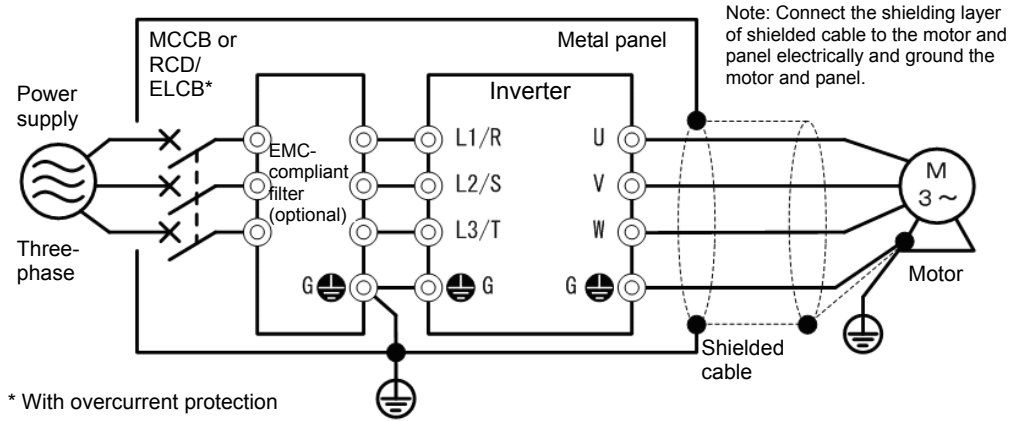 Note: Connect the shielding layer
of shielded cable to the motor and
panel electrically and ground the
motor and panel.
MCCB or
RCD/
ELCB*
Metal panel
Power
supply
Inverter
EMC-
compliant
filter
(optional)
L1/R
L2/S
L3/T
U
V
W
G
G
G
M
3 ~
Three-
phase
Motor
Shielded
cable
* With overcurrent protection